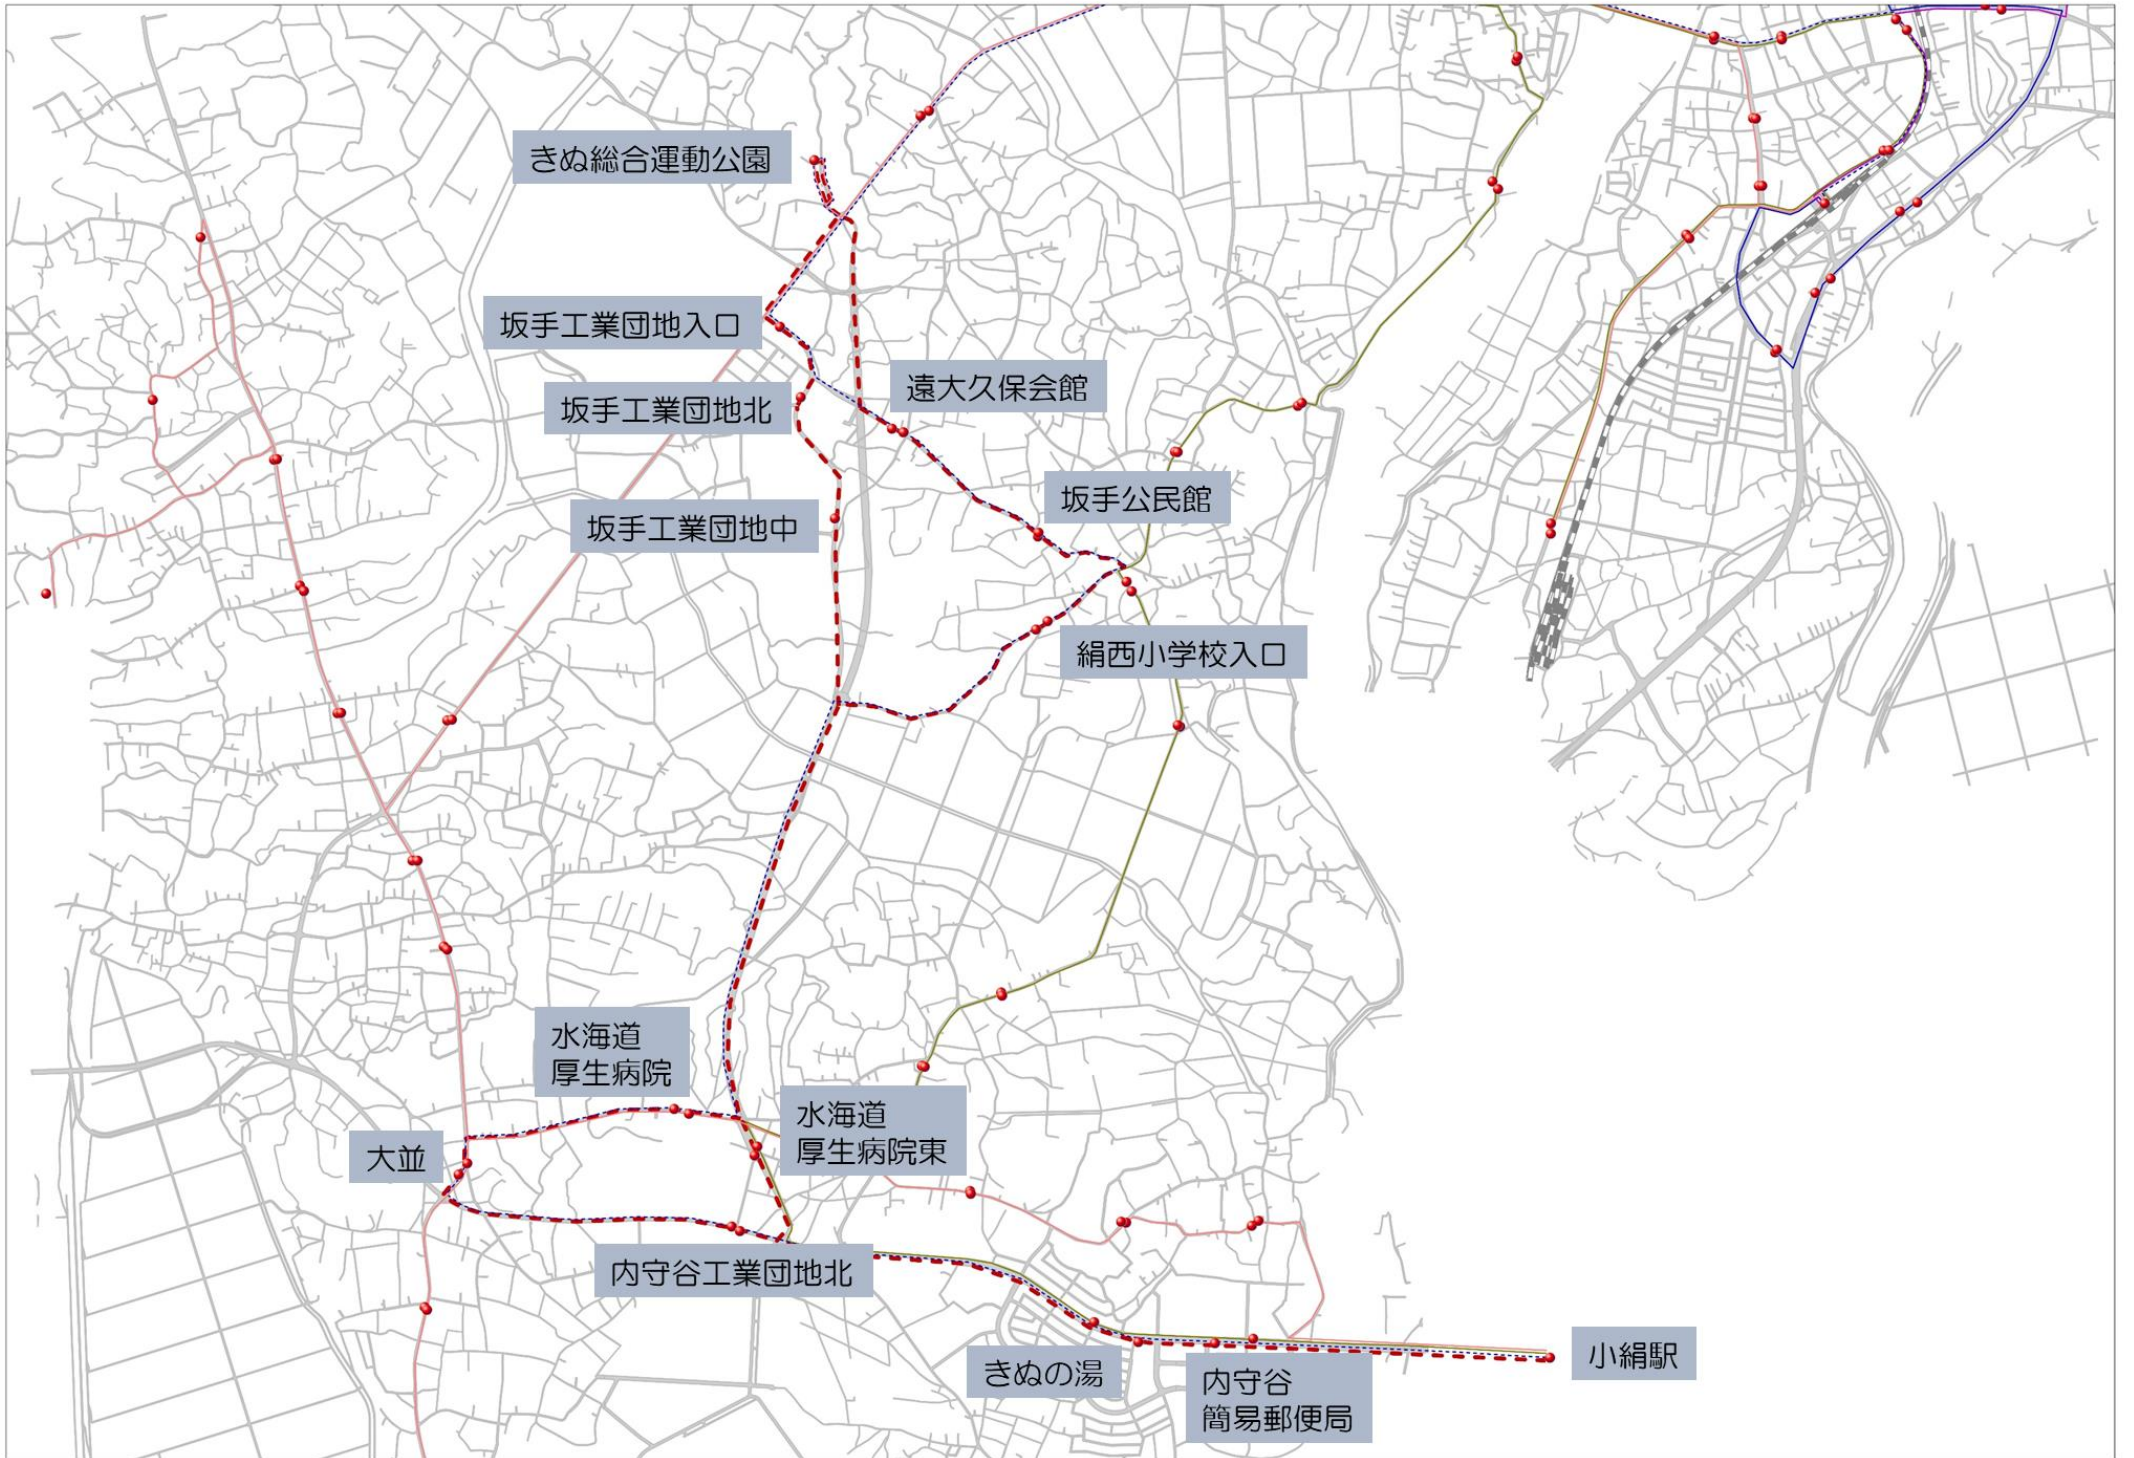 きぬ総合運動公園
坂手工業団地入口
遠大久保会館
坂手工業団地北
坂手公民館
坂手工業団地中
絹西小学校入口
水海道
厚生病院
水海道
厚生病院東
大並
内守谷工業団地北
きぬの湯
内守谷
簡易郵便局
小絹駅